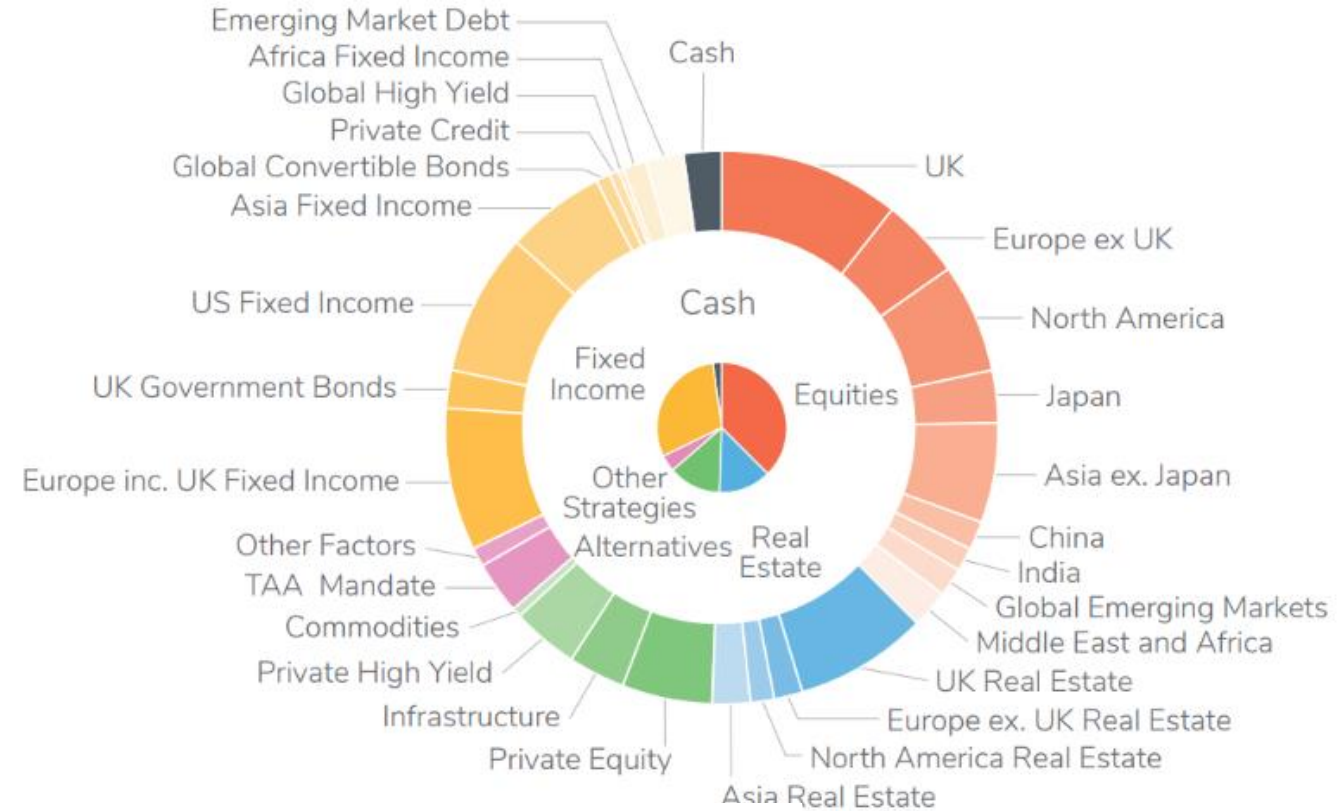 Emerging Market Debt
Africa Fixed Income
Global High Yield
Private Credit
Global Convertible Bonds
Asia Fixed Income
US Fixed Income
UK Government Bonds
Europe inc. UK Fixed Income
Other Factors
TAA Mandate
Commodities
Private High Yield
Infrastructure
Private Equity
Cash
UK
Europe ex UK
North America
Japan
Asia ex. Japan
China
India
Global Emerging Markets
Middle East and Africa
UK Real Estate
Europe ex. UK Real Estate
North America Real Estate
Asia Real Estate
Cash
Fixed
Income
Equities
Other
Strategies
Alternatives
Real
Estate